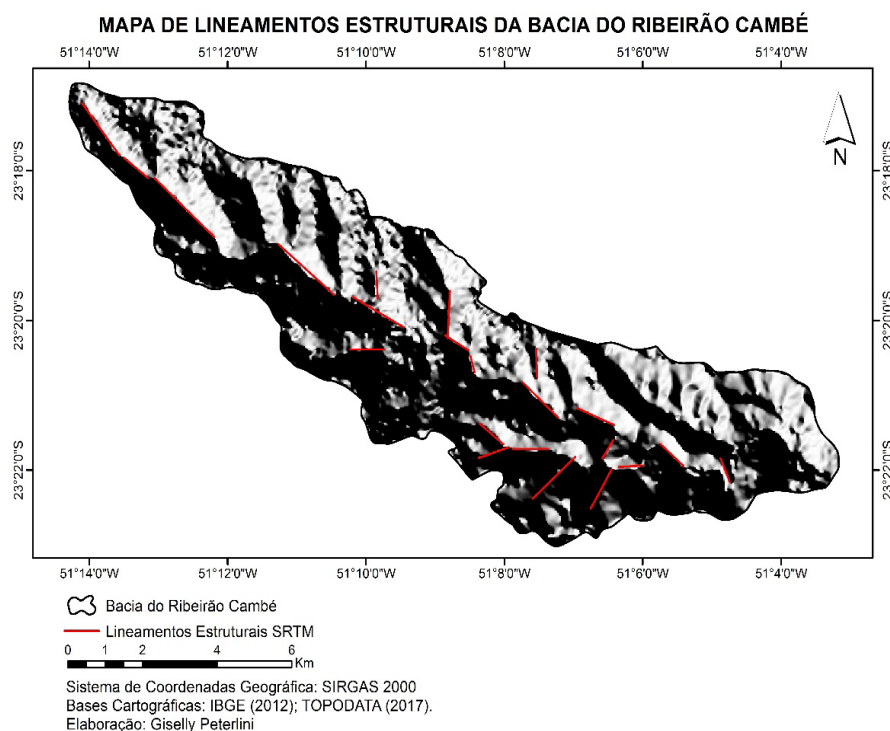 MAPA DE LINEAMENTOS ESTRUTURAIS DA BACIA DO RIBEIRÃO CAMBÉ
51°14'0"W 51°12'0"W 51°10'0"W 51°8'0"W 51°6'0"W 51°4'0"W
N
23°18'0"S 23°18'0"S
23°20'0"S 23°20'0"S
23°22'0"S 23°22'0"S
51°14'0"W 51°12'0"W 51°10'0"W 51°8'0"W 51°6'0"W 51°4'0"W
Bacia do Ribeirão Cambé
Lineamentos Estruturais SRTM
0 1 2 4 6
Km
Sistema de Coordenadas Geográfica: SIRGAS 2000
Bases Cartográficas: IBGE (2012); TOPODATA (2017).
Elaboração: Giselly Peterlini